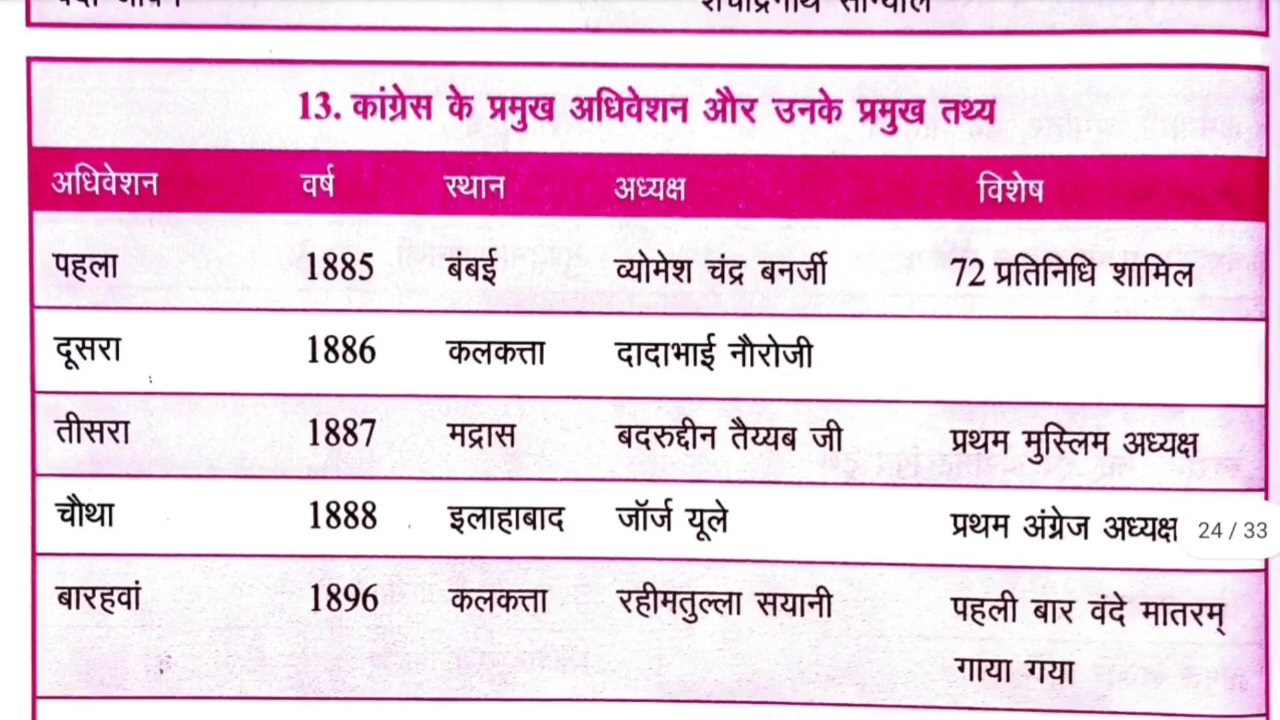 13. कांग्रेस के प्रमुख अधिवेशन और उनके प्रमुख तथ्य
अधिवेशन वर्ष स्थान अध्यक्ष विशेष
पहला 1885 बंबई व्योमेश चंद्र बनर्जी 72 प्रतिनिधि शामिल
दूसरा 1886 कलकत्ता दादाभाई नौरोजी
तीसरा 1887 मद्रास बदरुद्दीन तैय्यब जी प्रथम मुस्लिम अध्यक्ष
चौथा 1888 इलाहाबाद जॉर्ज यूले प्रथम अंग्रेज अध्यक्ष 24 / 33
बारहवां 1896 कलकत्ता रहीमतुल्ला सयानी पहली बार वंदे मातरम्
गाया गया